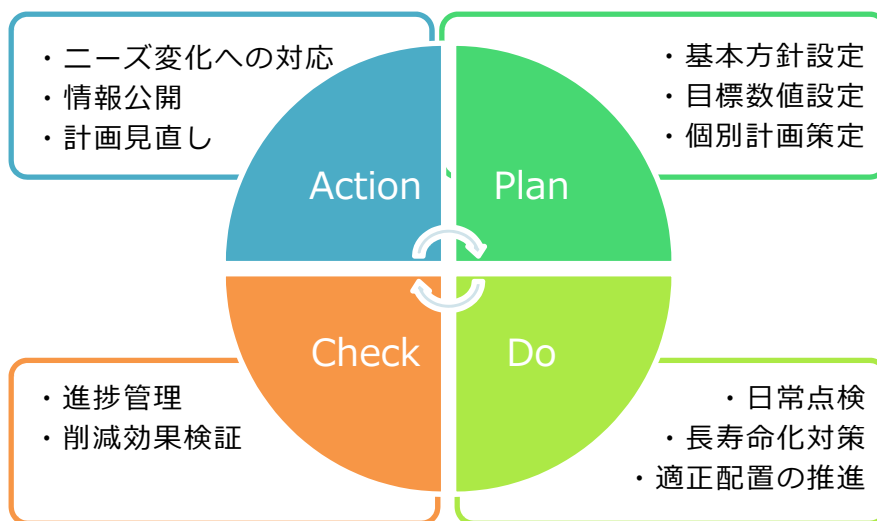 ・ニーズ変化への対応
・情報公開
・計画見直し
・基本方針設定
・目標数値設定
・個別計画策定
Action
Plan
Check
Do
・進捗管理
・削減効果検証
・日常点検
・長寿命化対策
・適正配置の推進